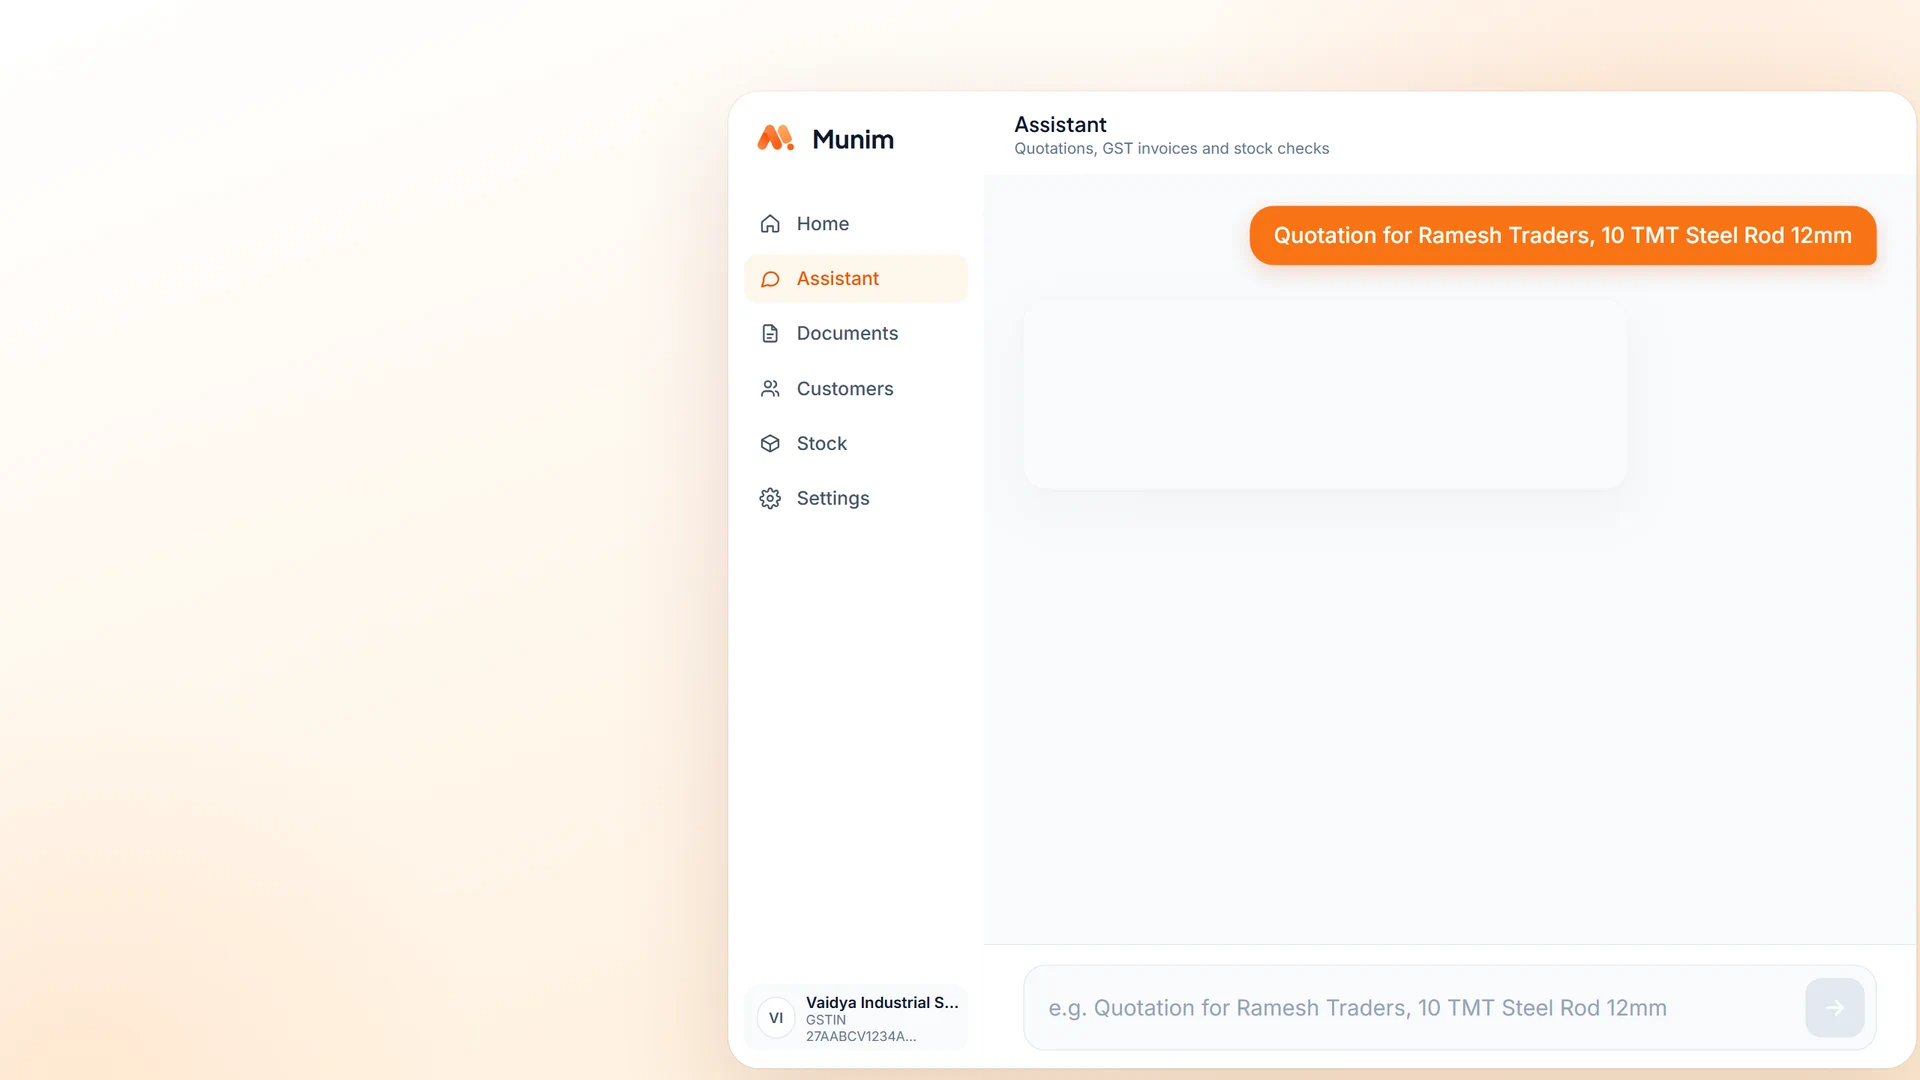 Munim
Home
Assistant
Documents
Customers
Stock
Settings
Vaidya Industrial S...
GSTIN
27AABCV1234A...
VI
Assistant
Quotations, GST invoices and stock checks
Quotation for Ramesh Traders, 10 TMT Steel Rod 12mm
e.g. Quotation for Ramesh Traders, 10 TMT Steel Rod 12mm